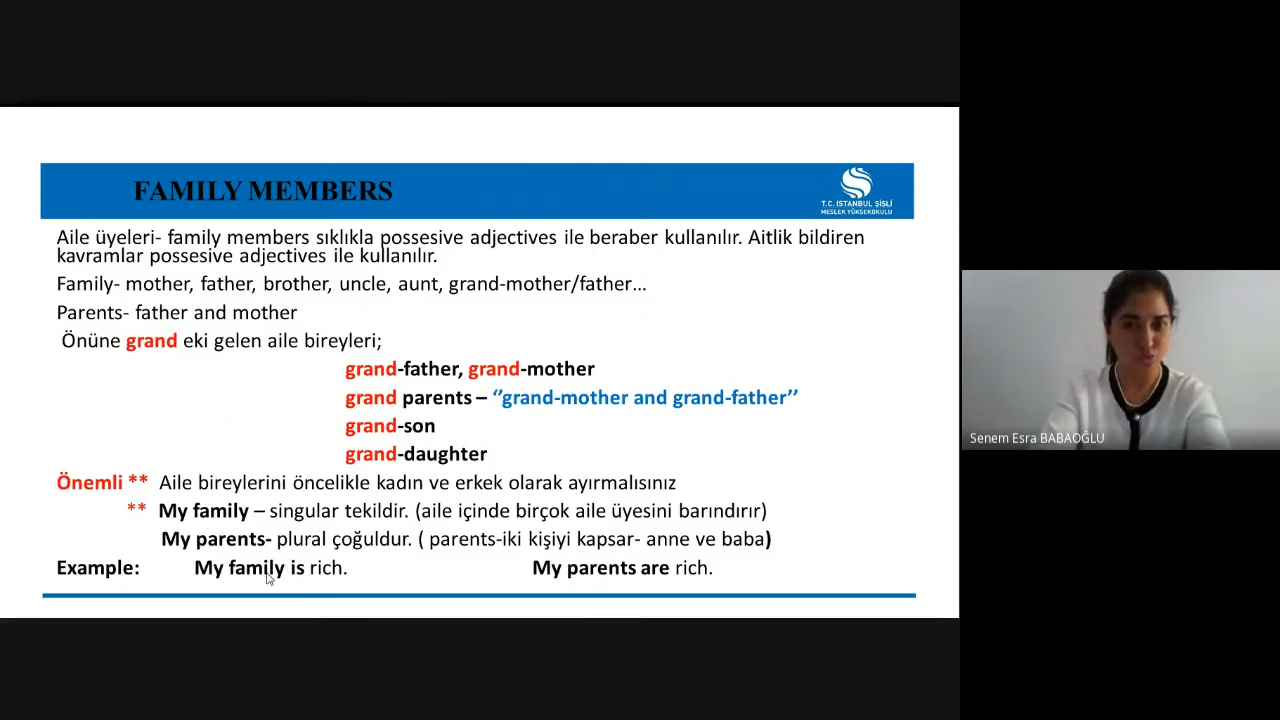 FAMILY MEMBERS
T.C. İSTANBUL ŞİŞLİ
MESLEK YÜKSEKOKULU
Aile üyeleri- family members sıklıkla possesive adjectives ile beraber kullanılır. Aitlik bildiren
kavramlar possesive adjectives ile kullanılır.
Family- mother, father, brother, uncle, aunt, grand-mother/father...
Parents- father and mother
Önüne grand eki gelen aile bireyleri;
grand-father, grand-mother
grand parents – ‘’grand-mother and grand-father’’
grand-son
grand-daughter
Önemli ** Aile bireylerini öncelikle kadın ve erkek olarak ayırmalısınız
** My family – singular tekildir. (aile içinde birçok aile üyesini barındırır)
My parents- plural çoğuldur. ( parents-iki kişiyi kapsar- anne ve baba)
Example: My family is rich. My parents are rich.
Senem Esra BABAOĞLU